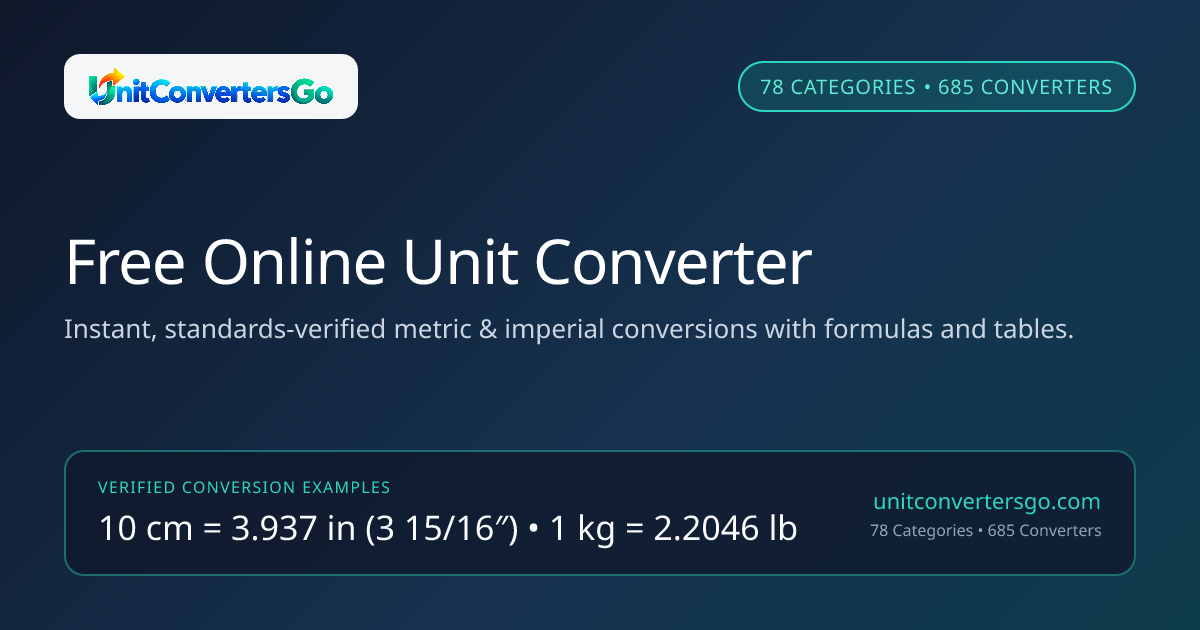 UnitConvertersGo
78 CATEGORIES • 685 CONVERTERS
Free Online Unit Converter
Instant, standards-verified metric & imperial conversions with formulas and tables.
VERIFIED CONVERSION EXAMPLES
10 cm = 3.937 in (3 15/16″) • 1 kg = 2.2046 lb
unitconvertersgo.com
78 Categories • 685 Converters